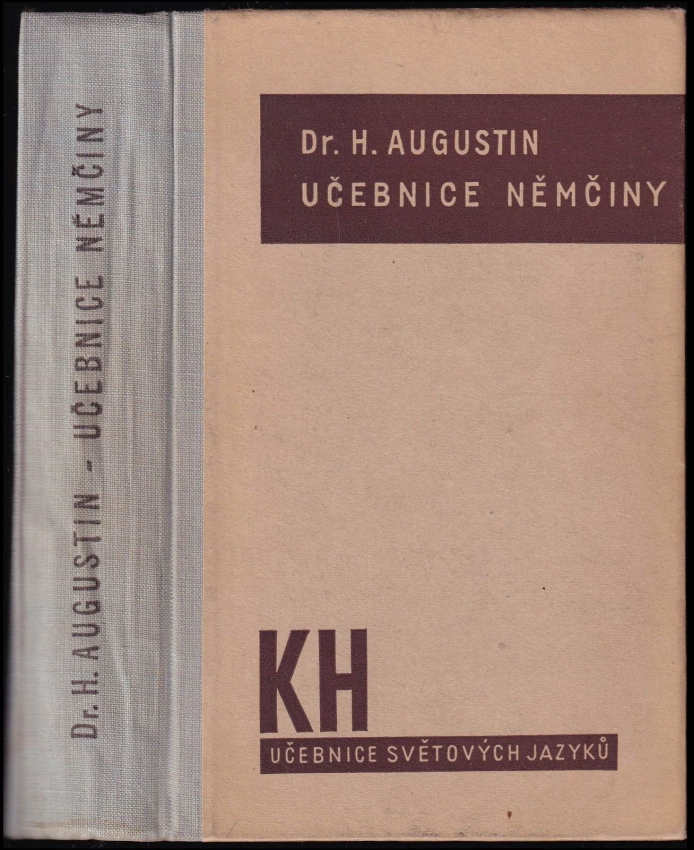 Dr. H. AUGUSTIN - UČEBNICE NĚMČINY
Dr. H. AUGUSTIN
UČEBNICE NĚMČINY
KH
UČEBNICE SVĚTOVÝCH JAZYKŮ